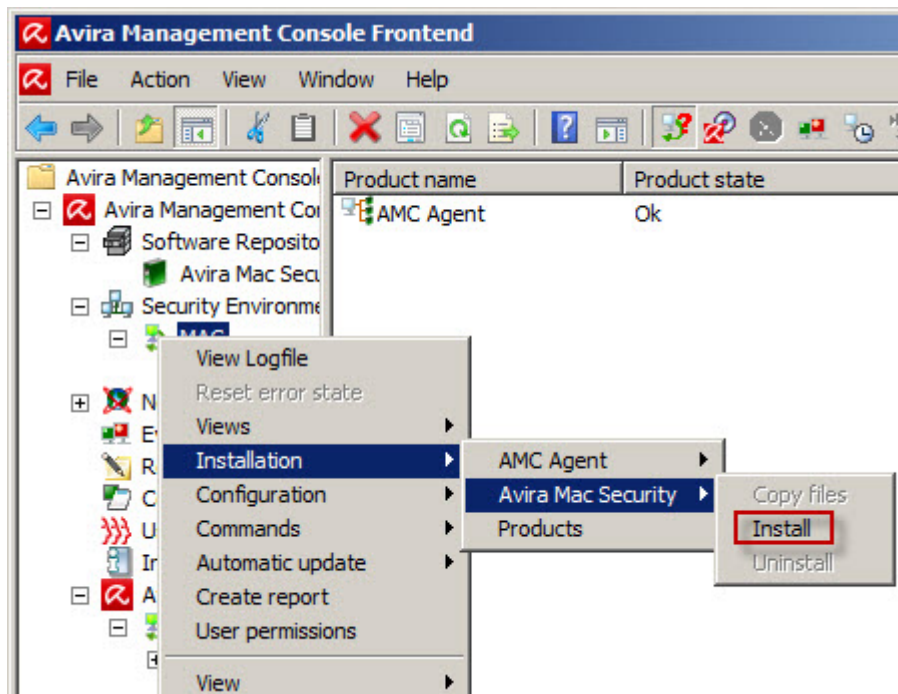 Avira Management Console Frontend
File Action View Window Help
Avira Management Consol
Product name Product state
Avira Management Cor
AMC Agent Ok
Software Reposito
Avira Mac Secu
Security Environme
MAC
View Logfile
Reset error state
Views
Installation
Configuration
Commands
Automatic update
Create report
User permissions
View
AMC Agent
Avira Mac Security
Products
Copy files
Install
Uninstall